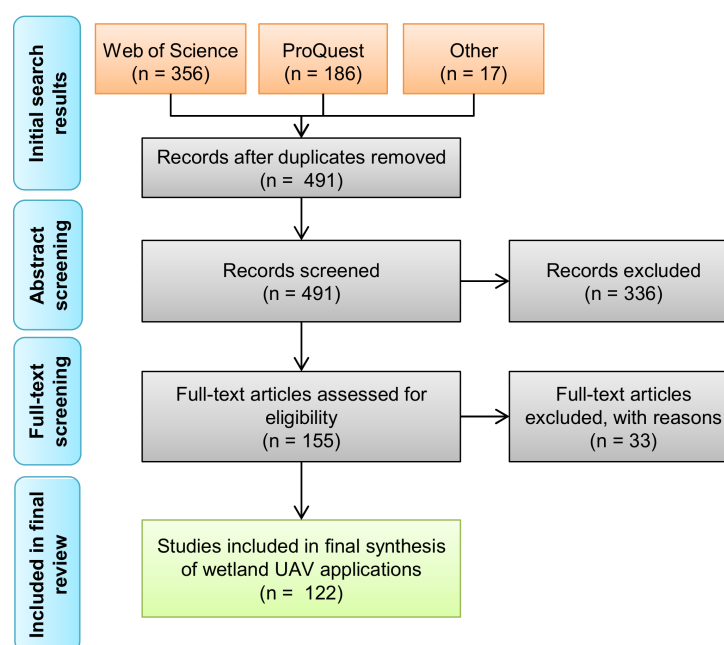 Initial search
results
Web of Science
(n = 356)
ProQuest
(n = 186)
Other
(n = 17)
Records after duplicates removed
(n = 491)
Abstract
screening
Records screened
(n = 491)
Records excluded
(n = 336)
Full-text
screening
Full-text articles assessed for
eligibility
(n = 155)
Full-text articles
excluded, with reasons
(n = 33)
Included in final
review
Studies included in final synthesis
of wetland UAV applications
(n = 122)